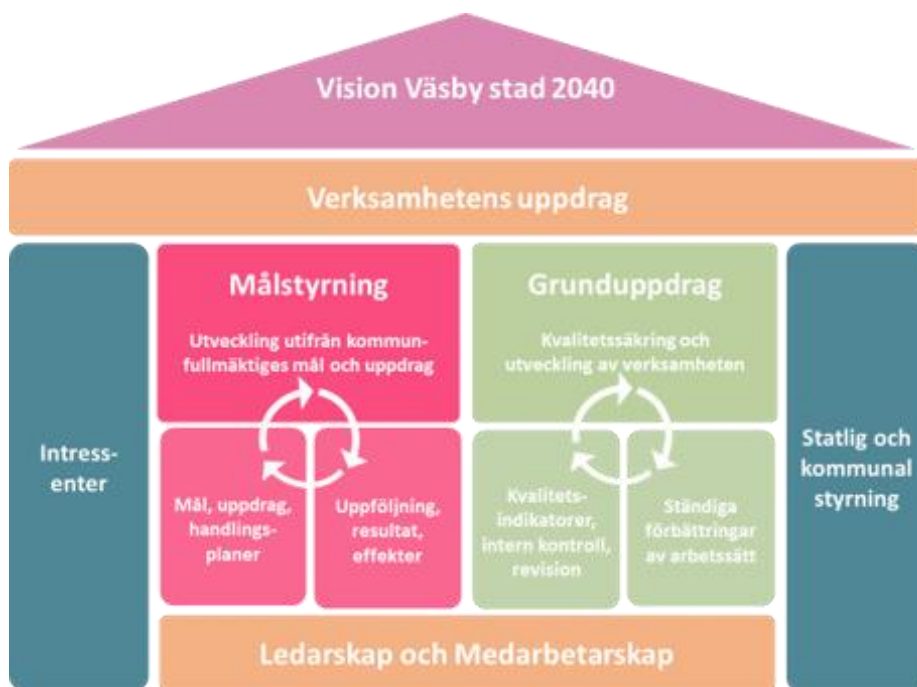 Vision Väsby stad 2040
Verksamhetens uppdrag
Intress-
enter
Målstyrning
Utveckling utifrån kommun-
fullmäktiges mål och uppdrag
Mål, uppdrag,
handlings-
planer
Uppföljning,
resultat,
effekter
Grunduppdrag
Kvalitetssäkring och
utveckling av verksamheten
Kvalitets-
indikatorer,
intern kontroll,
revision
Ständiga
förbättringar
av arbetssätt
Statlig och
kommunal
styrning
Ledarskap och Medarbetarskap